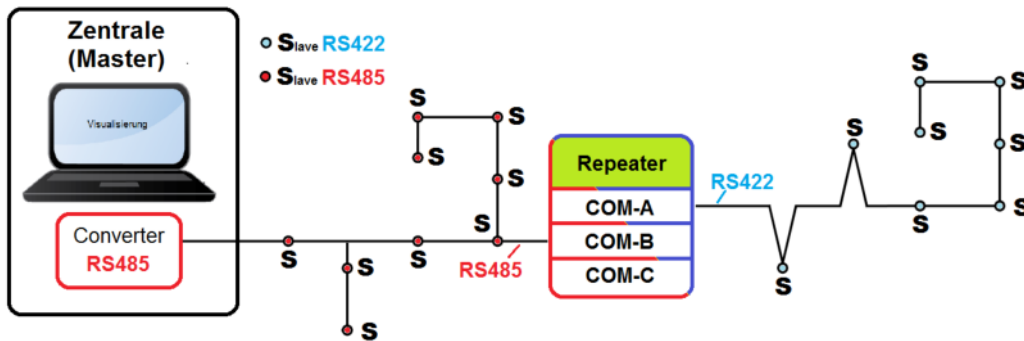 Zentrale
(Master)
Visualisierung
Converter
RS485
Slave RS422
Slave RS485
S
S
S
S
S
S
S
S
S
RS485
Repeater
COM-A
COM-B
COM-C
RS422
S
S
S
S
S
S
S
S